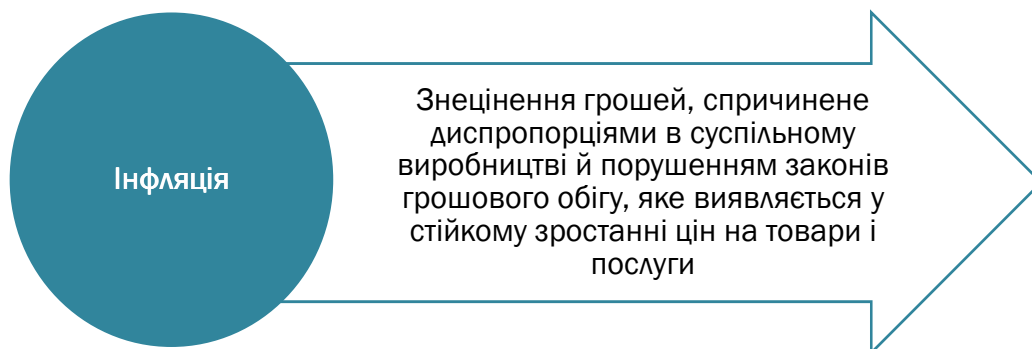 Інфляція
Знецінення грошей, спричинене
диспропорціями в суспільному
виробництві й порушенням законів
грошового обігу, яке виявляється у
стійкому зростанні цін на товари і
послуги